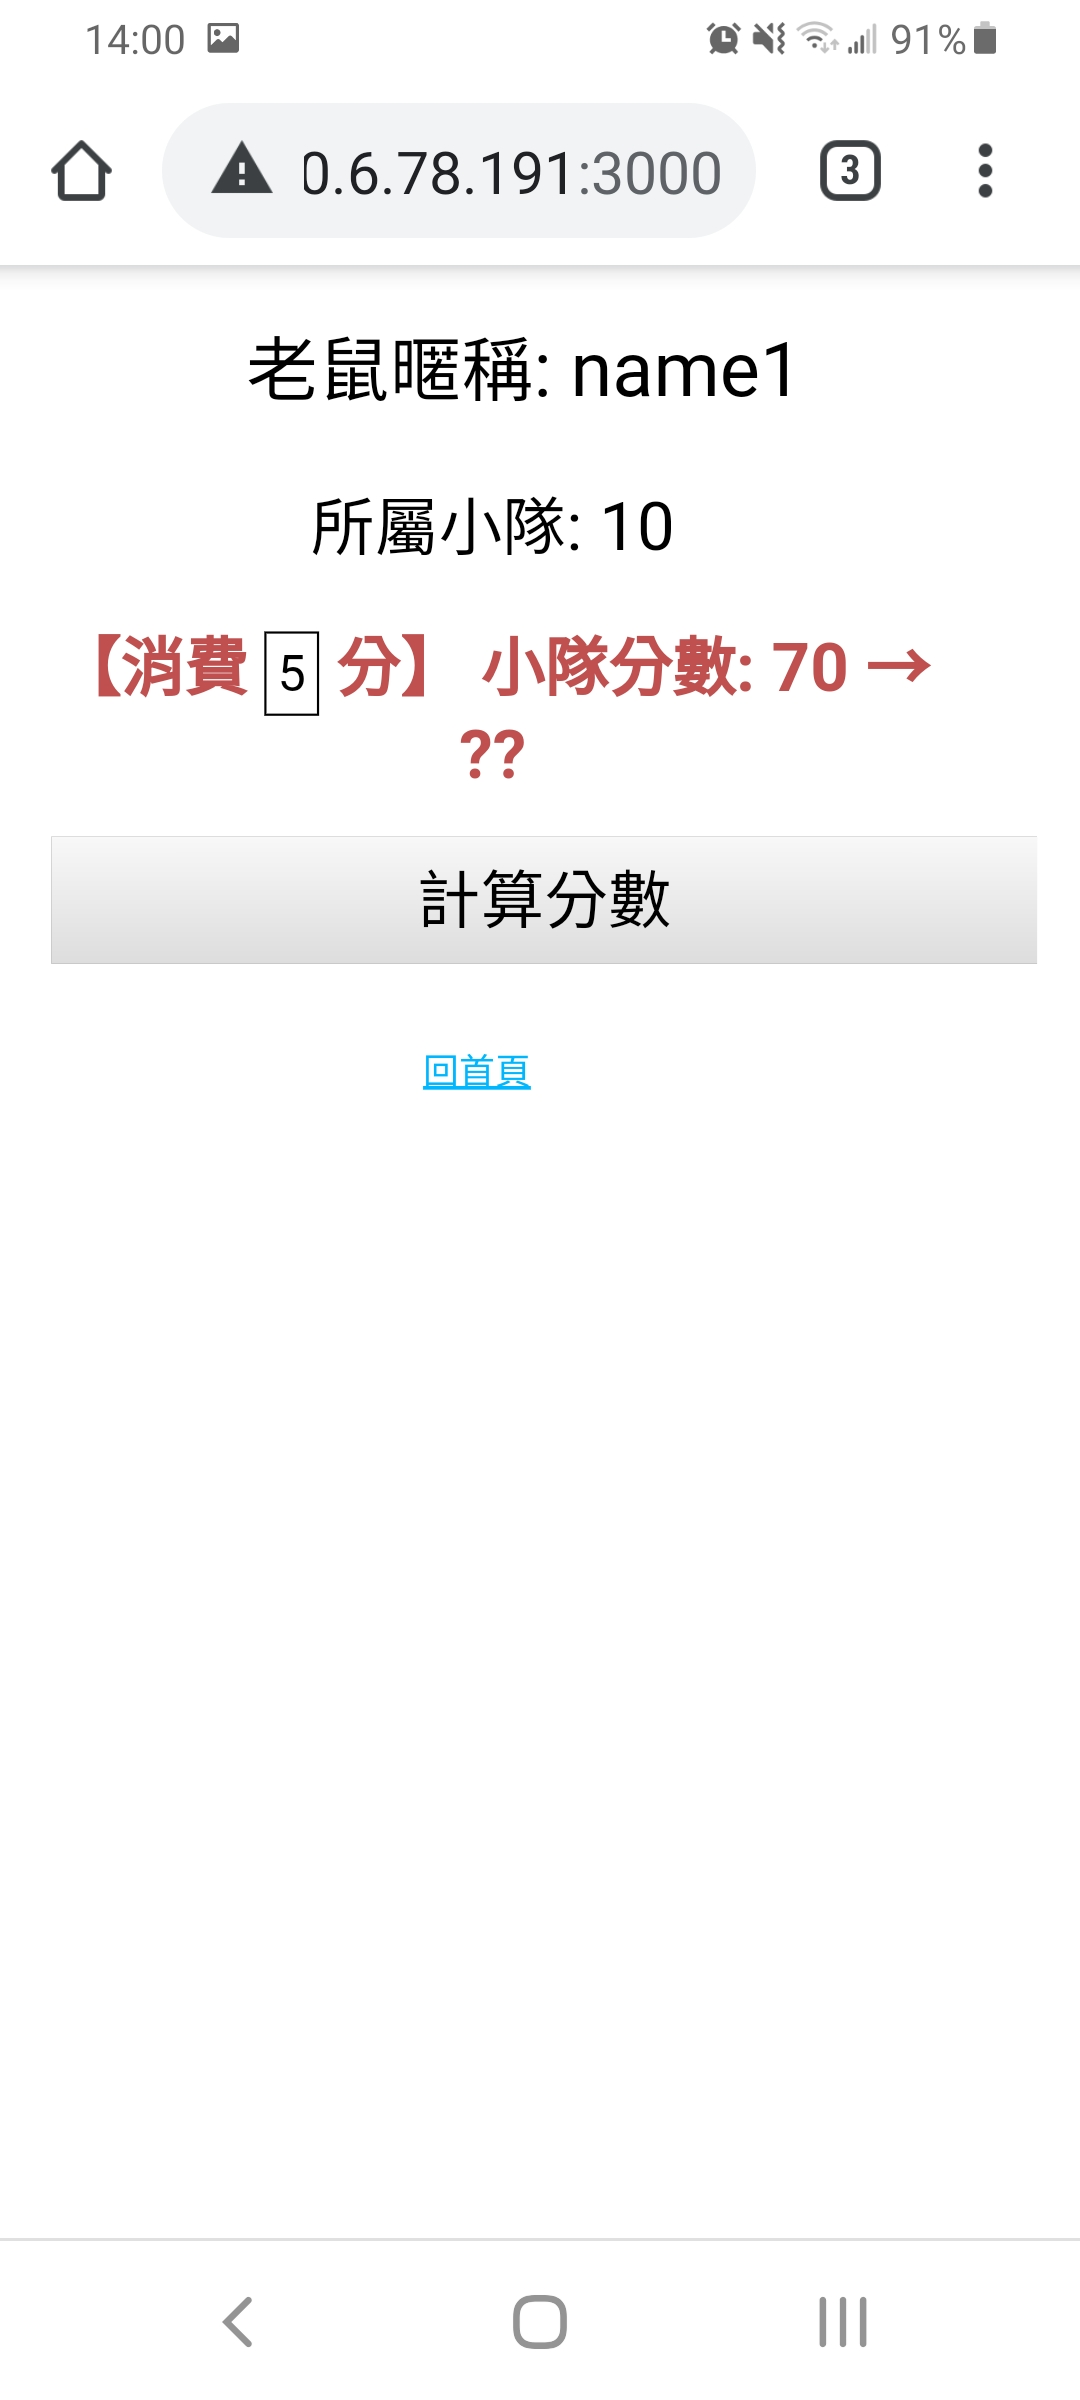 14:00 91%
0.6.78.191:3000 3
老鼠暱稱: name1
所屬小隊: 10
【消費 5 分】 小隊分數: 70 →
??
計算分數
回首頁